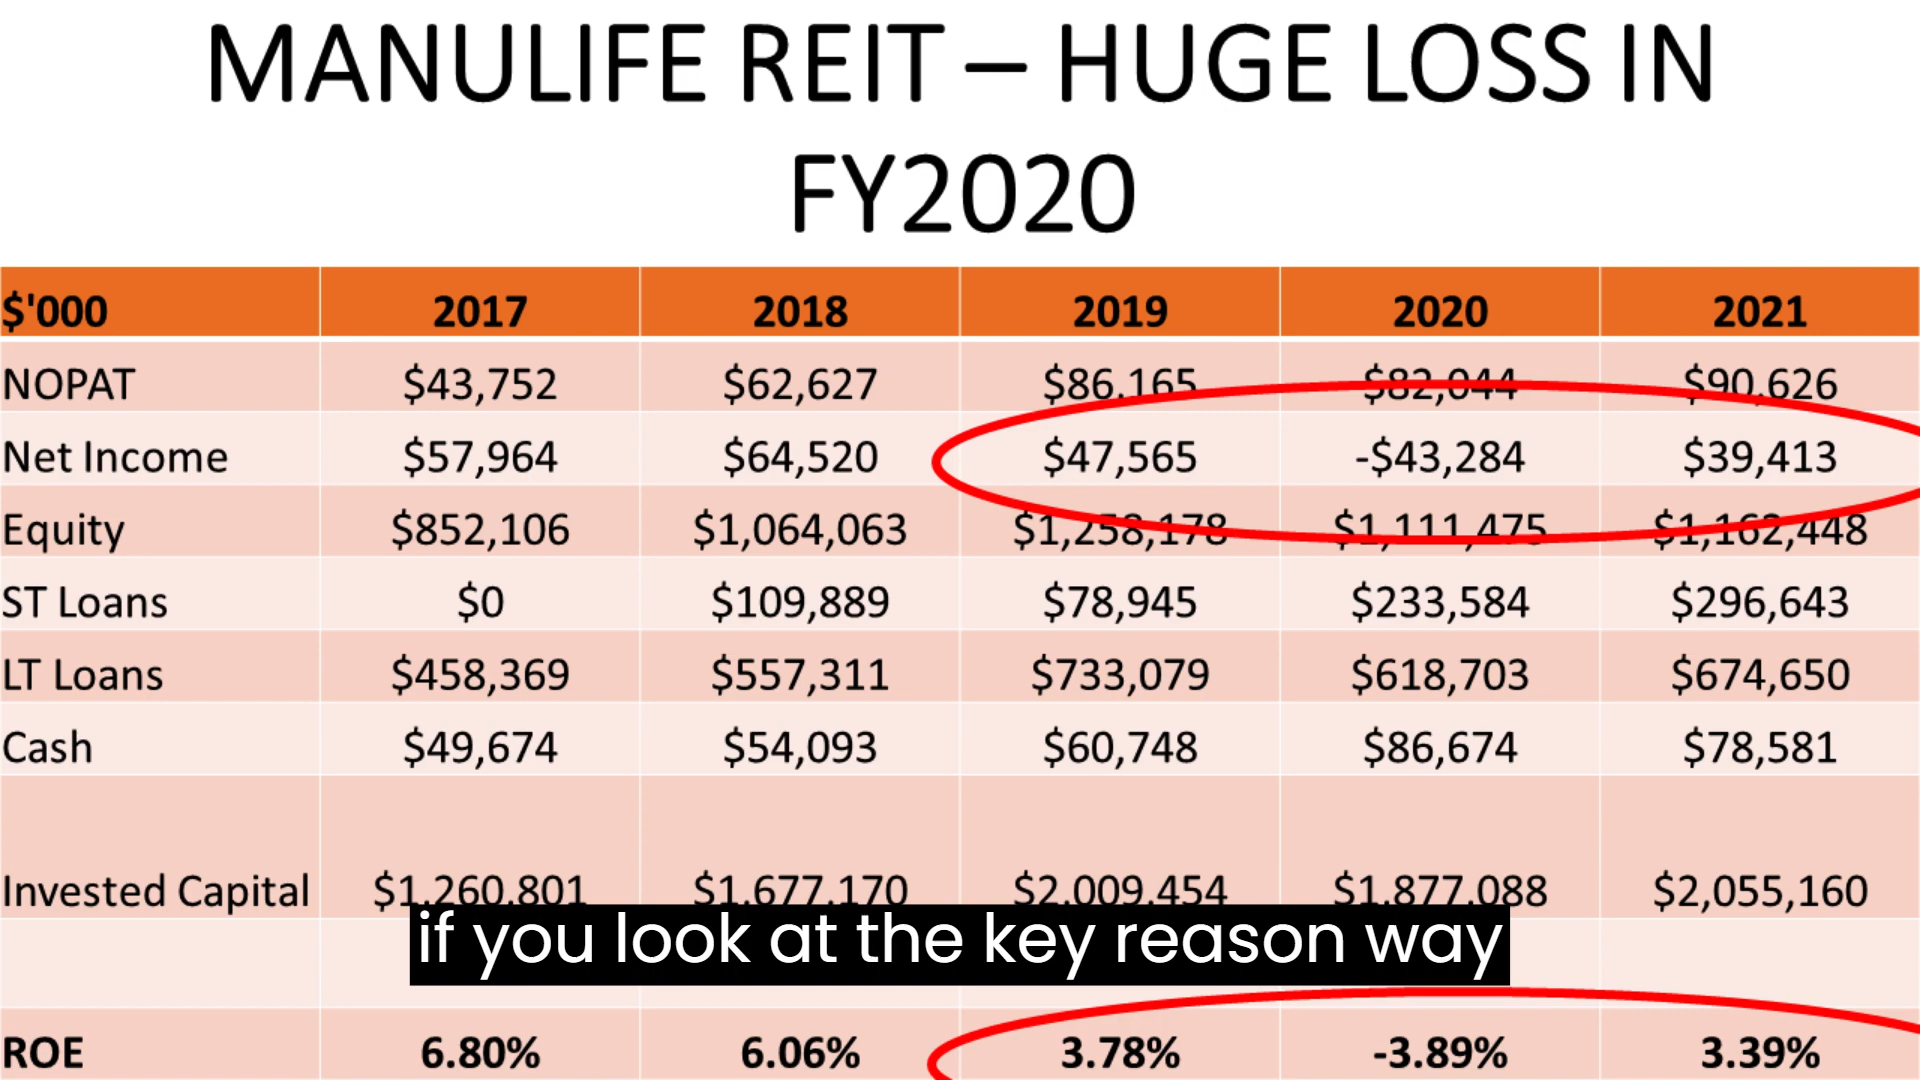 MANULIFE REIT – HUGE LOSS IN
FY2020
$'000 2017 2018 2019 2020 2021
NOPAT $43,752 $62,627 $86,165 $82,044 $90,626
Net Income $57,964 $64,520 $47,565 -$43,284 $39,413
Equity $852,106 $1,064,063 $1,258,178 $1,111,475 $1,162,448
ST Loans $0 $109,889 $78,945 $233,584 $296,643
LT Loans $458,369 $557,311 $733,079 $618,703 $674,650
Cash $49,674 $54,093 $60,748 $86,674 $78,581
Invested Capital $1,260,801 $1,677,170 $2,009,454 $1,877,088 $2,055,160
if you look at the key reason way
ROE 6.80% 6.06% 3.78% -3.89% 3.39%